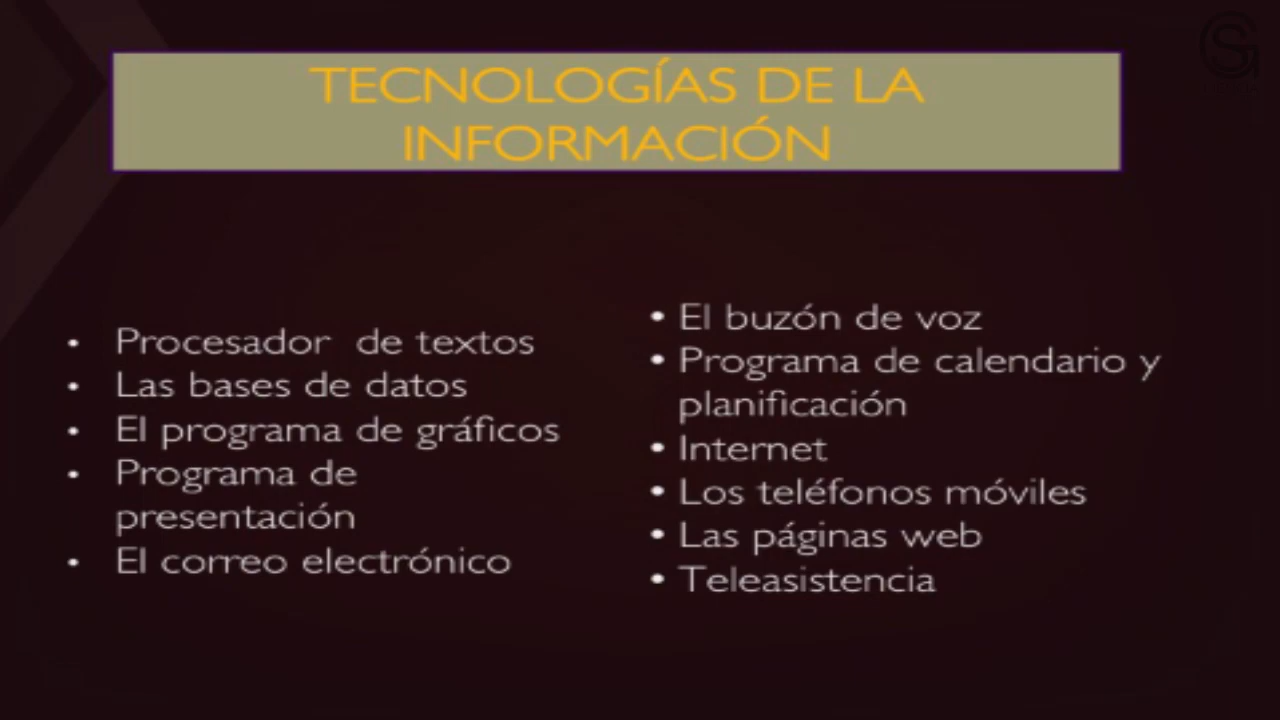 TECNOLOGÍAS DE LA
INFORMACIÓN
• Procesador de textos
• Las bases de datos
• El programa de gráficos
• Programa de
presentación
• El correo electrónico
• El buzón de voz
• Programa de calendario y
planificación
• Internet
• Los teléfonos móviles
• Las páginas web
• Teleasistencia